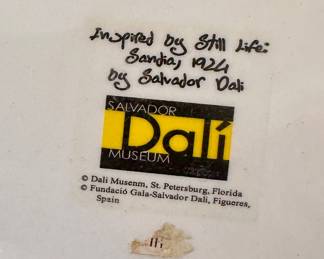 Inspired by Still Life:
Sandia, 1924
by Salvador Dali
SALVADOR
Dalí
MUSEUM
© Dali Musenm, St. Petersburg, Florida
© Fundació Gala-Salvador Dali, Figueres,
Spain